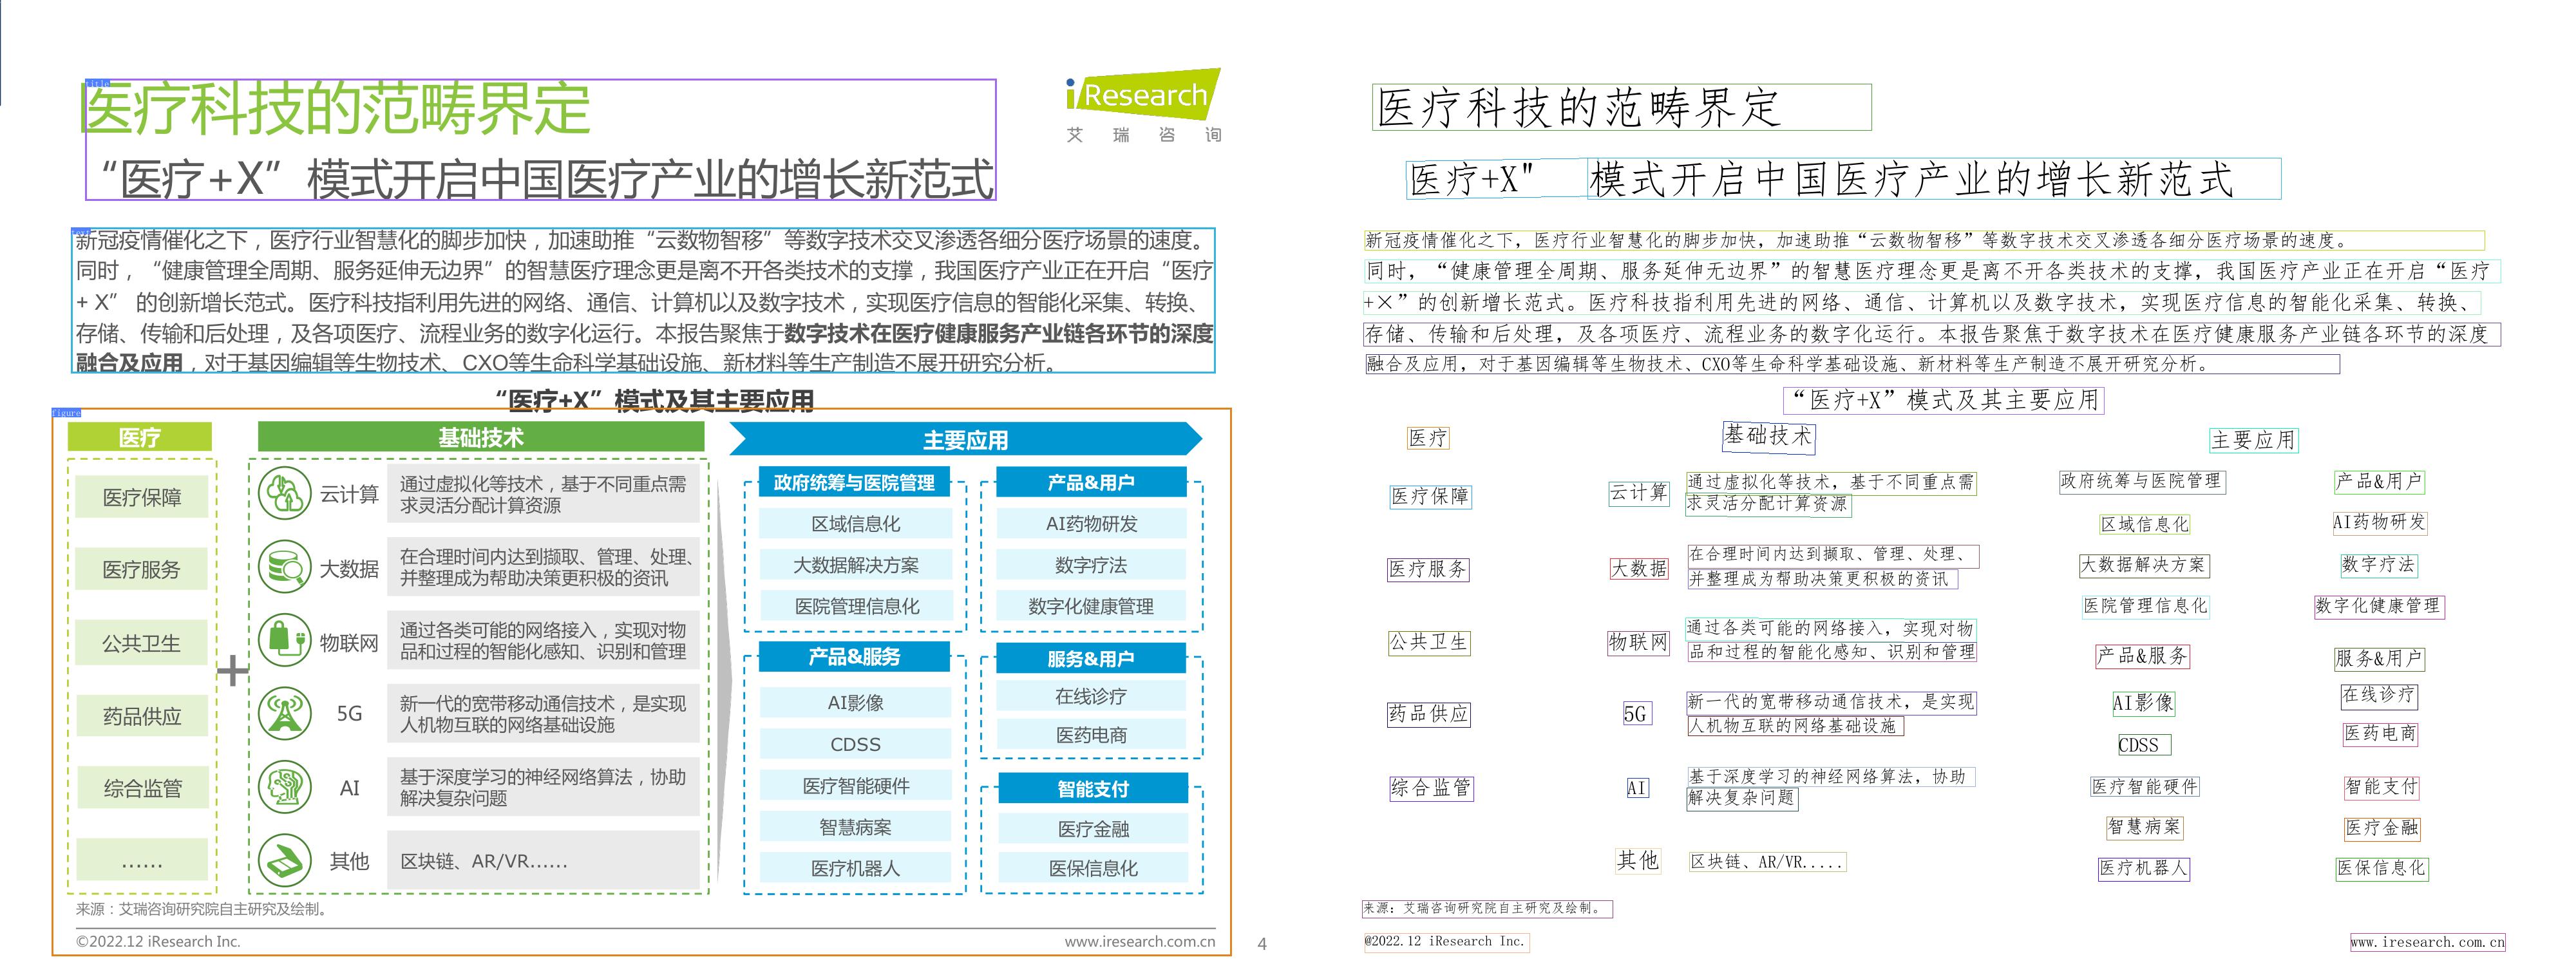 title
医疗科技的范畴界定
“医疗+X”模式开启中国医疗产业的增长新范式
iResearch
艾 瑞 咨 询
text
新冠疫情催化之下，医疗行业智慧化的脚步加快，加速助推“云数物智移”等数字技术交叉渗透各细分医疗场景的速度。
同时，“健康管理全周期、服务延伸无边界”的智慧医疗理念更是离不开各类技术的支撑，我国医疗产业正在开启“医疗
+ X” 的创新增长范式。医疗科技指利用先进的网络、通信、计算机以及数字技术，实现医疗信息的智能化采集、转换、
存储、传输和后处理，及各项医疗、流程业务的数字化运行。本报告聚焦于数字技术在医疗健康服务产业链各环节的深度
融合及应用，对于基因编辑等生物技术、CXO等生命科学基础设施、新材料等生产制造不展开研究分析。
“医疗+X”模式及其主要应用
figure
医疗
医疗保障
医疗服务
公共卫生
药品供应
综合监管
……
+
基础技术
云计算
通过虚拟化等技术，基于不同重点需
求灵活分配计算资源
大数据
在合理时间内达到撷取、管理、处理、
并整理成为帮助决策更积极的资讯
物联网
通过各类可能的网络接入，实现对物
品和过程的智能化感知、识别和管理
5G
新一代的宽带移动通信技术，是实现
人机物互联的网络基础设施
AI
基于深度学习的神经网络算法，协助
解决复杂问题
其他
区块链、AR/VR……
主要应用
政府统筹与医院管理
区域信息化
大数据解决方案
医院管理信息化
产品&用户
AI药物研发
数字疗法
数字化健康管理
产品&服务
AI影像
CDSS
医疗智能硬件
智慧病案
医疗机器人
服务&用户
在线诊疗
医药电商
智能支付
医疗金融
医保信息化
来源：艾瑞咨询研究院自主研究及绘制。
©2022.12 iResearch Inc.
www.iresearch.com.cn
4
医疗科技的范畴界定
医疗+X" 模式开启中国医疗产业的增长新范式
新冠疫情催化之下，医疗行业智慧化的脚步加快，加速助推“云数物智移”等数字技术交叉渗透各细分医疗场景的速度。
同时，“健康管理全周期、服务延伸无边界”的智慧医疗理念更是离不开各类技术的支撑，我国医疗产业正在开启“医疗
+×”的创新增长范式。医疗科技指利用先进的网络、通信、计算机以及数字技术，实现医疗信息的智能化采集、转换、
存储、传输和后处理，及各项医疗、流程业务的数字化运行。本报告聚焦于数字技术在医疗健康服务产业链各环节的深度
融合及应用，对于基因编辑等生物技术、CXO等生命科学基础设施、新材料等生产制造不展开研究分析。
“医疗+X”模式及其主要应用
医疗
医疗保障
医疗服务
公共卫生
药品供应
综合监管
基础技术
云计算
通过虚拟化等技术，基于不同重点需
求灵活分配计算资源
大数据
在合理时间内达到撷取、管理、处理、
并整理成为帮助决策更积极的资讯
物联网
通过各类可能的网络接入，实现对物
品和过程的智能化感知、识别和管理
5G
新一代的宽带移动通信技术，是实现
人机物互联的网络基础设施
AI
基于深度学习的神经网络算法，协助
解决复杂问题
其他
区块链、AR/VR.....
主要应用
政府统筹与医院管理
区域信息化
大数据解决方案
医院管理信息化
产品&用户
AI药物研发
数字疗法
数字化健康管理
产品&服务
AI影像
CDSS
医疗智能硬件
智慧病案
医疗机器人
服务&用户
在线诊疗
医药电商
智能支付
医疗金融
医保信息化
来源：艾瑞咨询研究院自主研究及绘制。
@2022.12 iResearch Inc.
www.iresearch.com.cn